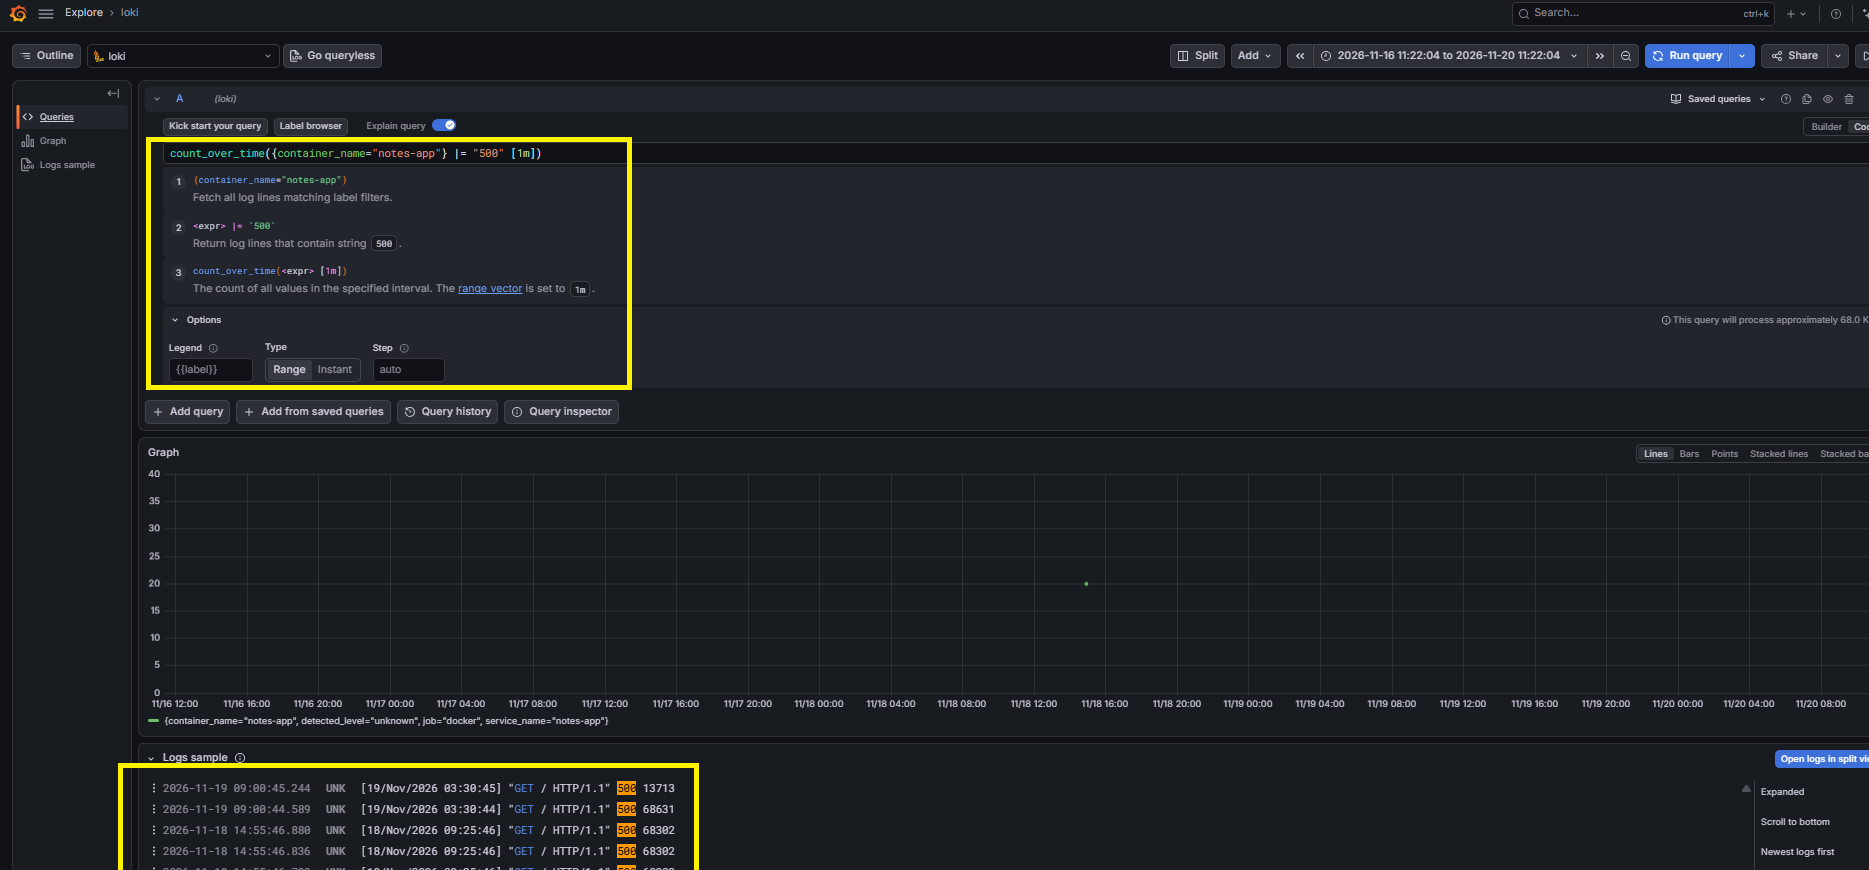 Explore › loki
Search... ctrl+k
Outline loki Go queryless
Split Add 2026-11-16 11:22:04 to 2026-11-20 11:22:04 Run query Share
Queries
Graph
Logs sample
A (loki) Saved queries
Kick start your query Label browser Explain query Builder
count_over_time({container_name="notes-app"} |= "500" [1m])
1 {container_name="notes-app"}
Fetch all log lines matching label filters.
2 <expr> |= `500`
Return log lines that contain string 500 .
3 count_over_time(<expr> [1m])
The count of all values in the specified interval. The range vector is set to 1m .
Options This query will process approximately 68.0 K
Legend Type Step
{{label}} Range Instant auto
+ Add query + Add from saved queries Query history Query inspector
Graph Lines Bars Points Stacked lines Stacked ba
40
35
30
25
20
15
10
5
0
11/16 12:00 11/16 16:00 11/16 20:00 11/17 00:00 11/17 04:00 11/17 08:00 11/17 12:00 11/17 16:00 11/17 20:00 11/18 00:00 11/18 04:00 11/18 08:00 11/18 12:00 11/18 16:00 11/18 20:00 11/19 00:00 11/19 04:00 11/19 08:00 11/19 12:00 11/19 16:00 11/19 20:00 11/20 00:00 11/20 04:00 11/20 08:00
{container_name="notes-app", detected_level="unknown", job="docker", service_name="notes-app"}
Logs sample Open logs in split vie
2026-11-19 09:00:45.244 UNK [19/Nov/2026 03:30:45] "GET / HTTP/1.1" 500 13713
2026-11-19 09:00:44.589 UNK [19/Nov/2026 03:30:44] "GET / HTTP/1.1" 500 68631
2026-11-18 14:55:46.880 UNK [18/Nov/2026 09:25:46] "GET / HTTP/1.1" 500 68302
2026-11-18 14:55:46.836 UNK [18/Nov/2026 09:25:46] "GET / HTTP/1.1" 500 68302
Expanded
Scroll to bottom
Newest logs first